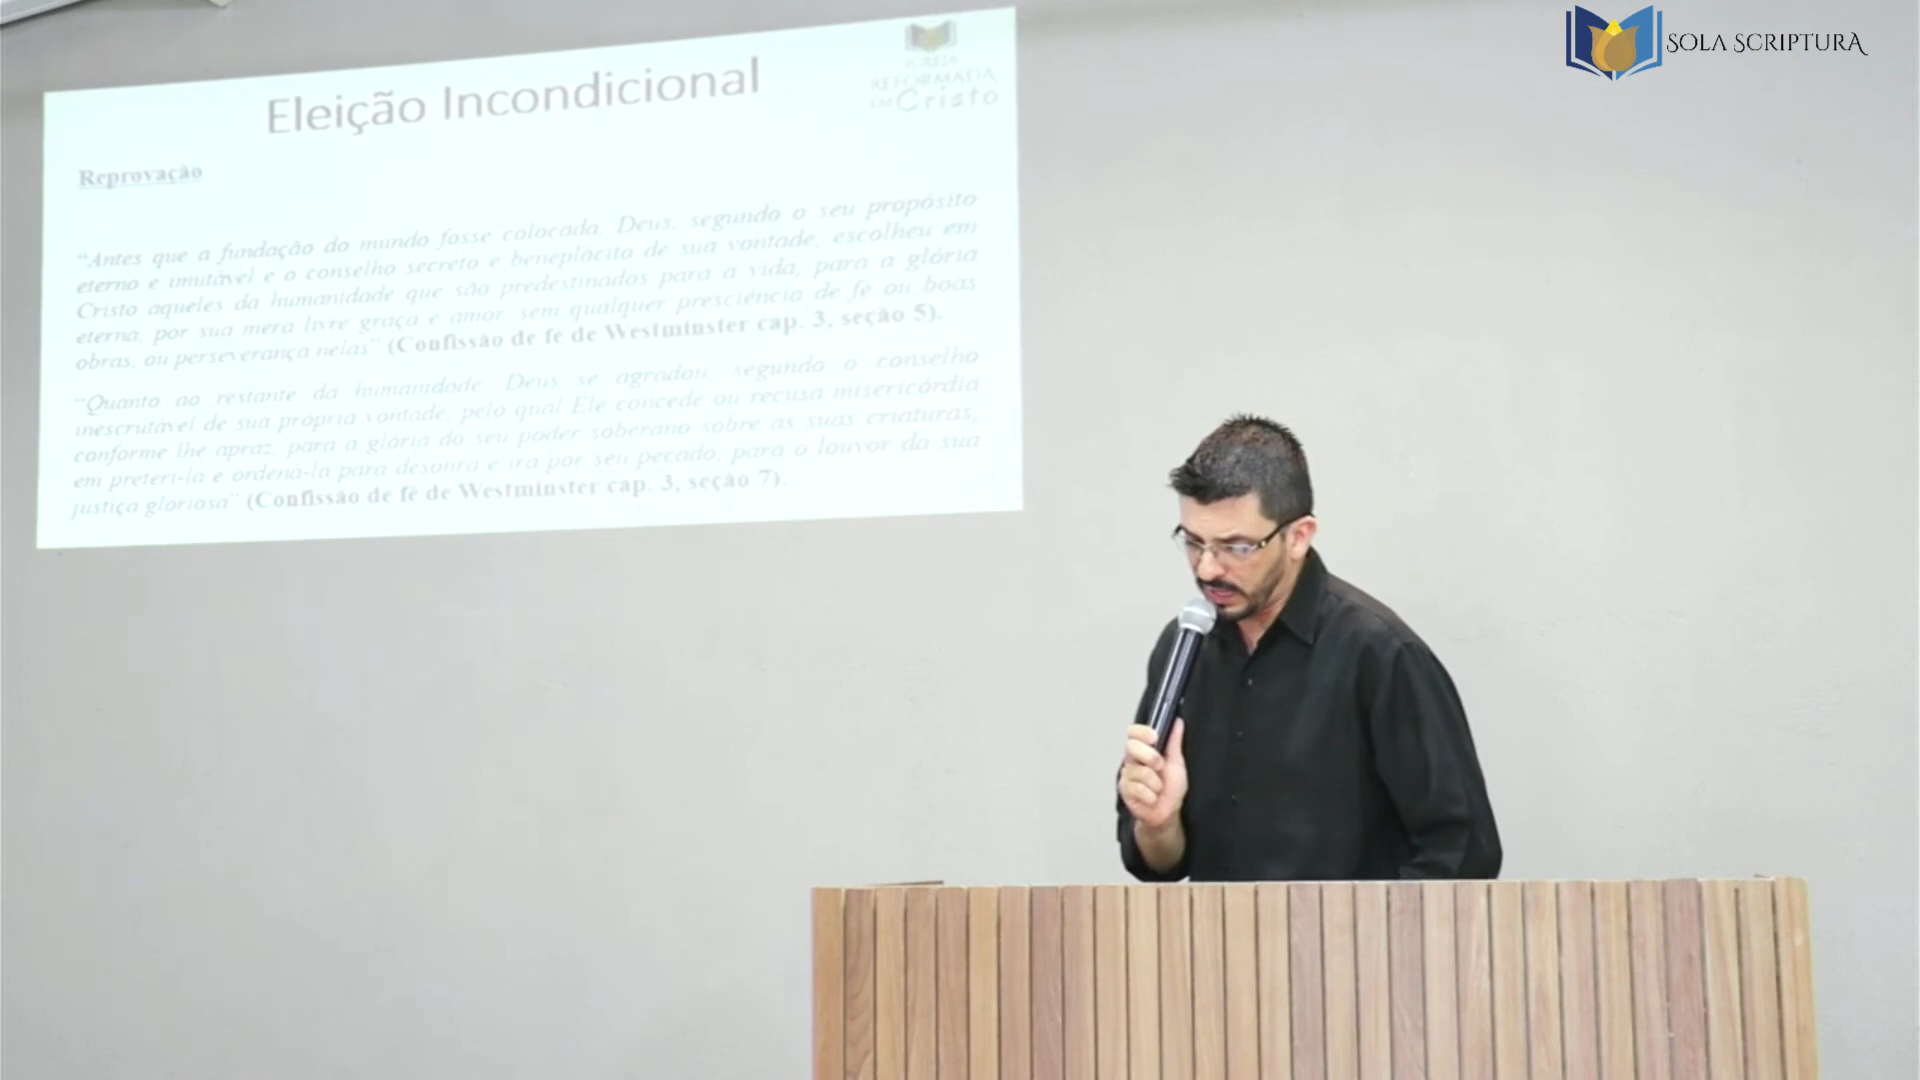 SOLA SCRIPTURA
Eleição Incondicional
IGREJA
REFORMADA
EM Cristo
Reprovação
“Antes que a fundação do mundo fosse colocada, Deus, segundo o seu propósito
eterno e imutável e o conselho secreto e beneplácito de sua vontade, escolheu em
Cristo aqueles da humanidade que são predestinados para a vida, para a glória
eterna, por sua mera livre graça e amor, sem qualquer presciência de fé ou boas
obras, ou perseverança nelas” (Confissão de fé de Westminster cap. 3, seção 5).
“Quanto ao restante da humanidade, Deus se agradou, segundo o conselho
inescrutável de sua própria vontade, pelo qual Ele concede ou recusa misericórdia
conforme lhe apraz, para a glória do seu poder soberano sobre as suas criaturas,
em preteri-la e ordená-la para desonra e ira por seu pecado, para o louvor da sua
justiça gloriosa” (Confissão de fé de Westminster cap. 3, seção 7).